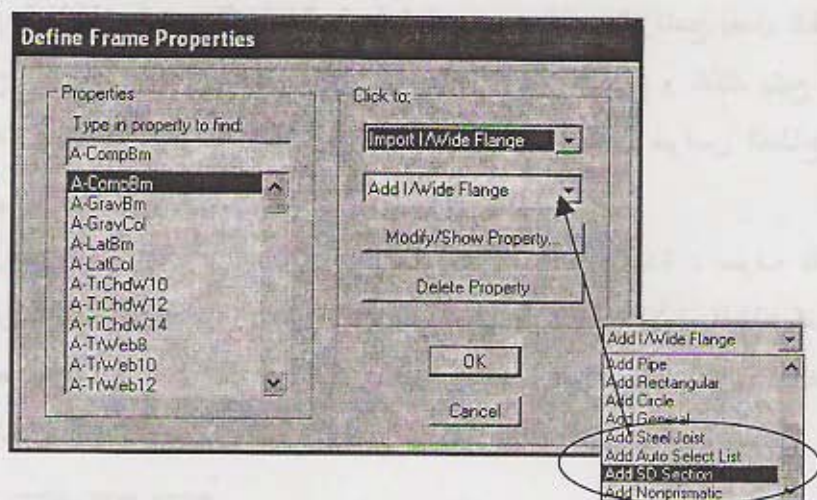 Define Frame Properties
Properties
Type in property to find:
A-CompBm
A-CompBm
A-GravBm
A-GravCol
A-LatBm
A-LatCol
A-TrChdW10
A-TrChdW12
A-TrChdW14
A-TrWeb8
A-TrWeb10
A-TrWeb12
Click to:
Import I/Wide Flange
Add I/Wide Flange
Modify/Show Property...
Delete Property
OK
Cancel
Add I/Wide Flange
Add Pipe
Add Rectangular
Add Circle
Add General
Add Steel Joist
Add Auto Select List
Add SD Section
Add Nonprismatic